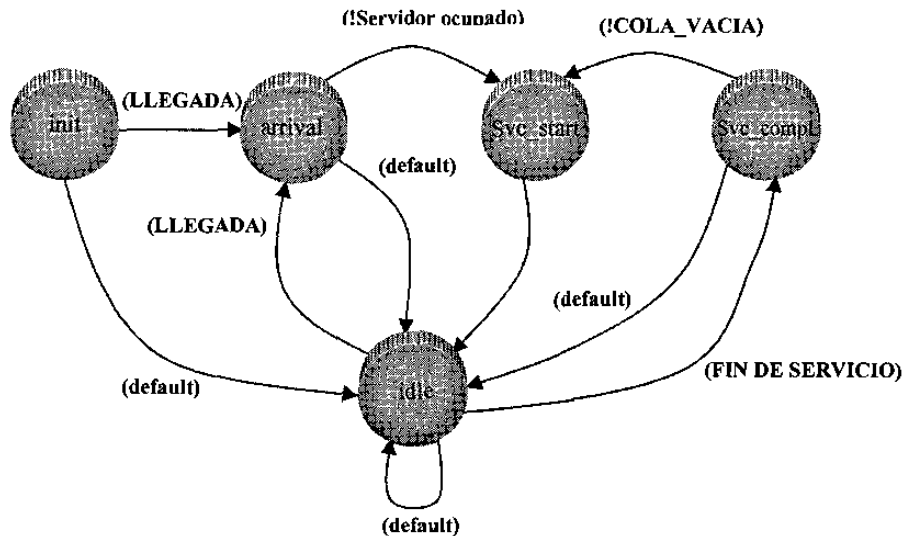 (!Servidor ocupado)
(!COLA_VACIA)
(LLEGADA)
init
arrival
Svc_start
Svc_compl
(default)
(LLEGADA)
(default)
(default)
(FIN DE SERVICIO)
idle
(default)